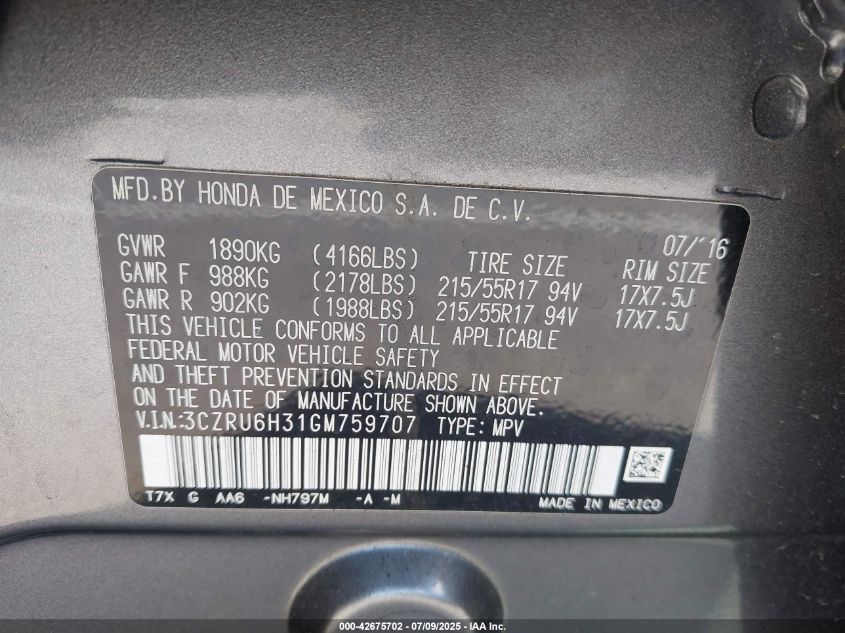 MFD.BY HONDA DE MEXICO S.A. DE C.V.
07/'16
GVWR 1890KG (4166LBS) TIRE SIZE RIM SIZE
GAWR F 988KG (2178LBS) 215/55R17 94V 17X7.5J
GAWR R 902KG (1988LBS) 215/55R17 94V 17X7.5J
THIS VEHICLE CONFORMS TO ALL APPLICABLE
FEDERAL MOTOR VEHICLE SAFETY
AND THEFT PREVENTION STANDARDS IN EFFECT
ON THE DATE OF MANUFACTURE SHOWN ABOVE.
V.I.N:3CZRU6H31GM759707 TYPE: MPV
T7X G AA6 -NH797M -A -M MADE IN MEXICO
000-42675702 - 07/09/2025 - IAA Inc.